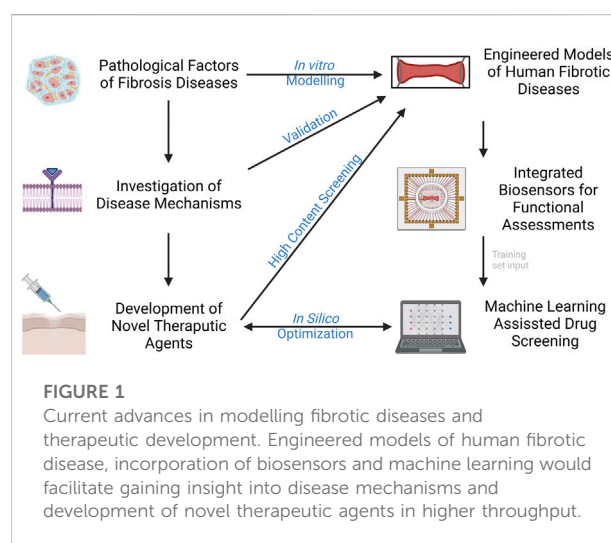 Pathological Factors
of Fibrosis Diseases
In vitro
Modelling
Engineered Models
of Human Fibrotic
Diseases
Validation
Investigation of
Disease Mechanisms
High Content Screening
Integrated
Biosensors for
Functional
Assessments
Training
set input
Development of
Novel Theraputic
Agents
In Silico
Optimization
Machine Learning
Assissted Drug
Screening
FIGURE 1
Current advances in modelling fibrotic diseases and
therapeutic development. Engineered models of human fibrotic
disease, incorporation of biosensors and machine learning would
facilitate gaining insight into disease mechanisms and
development of novel therapeutic agents in higher throughput.